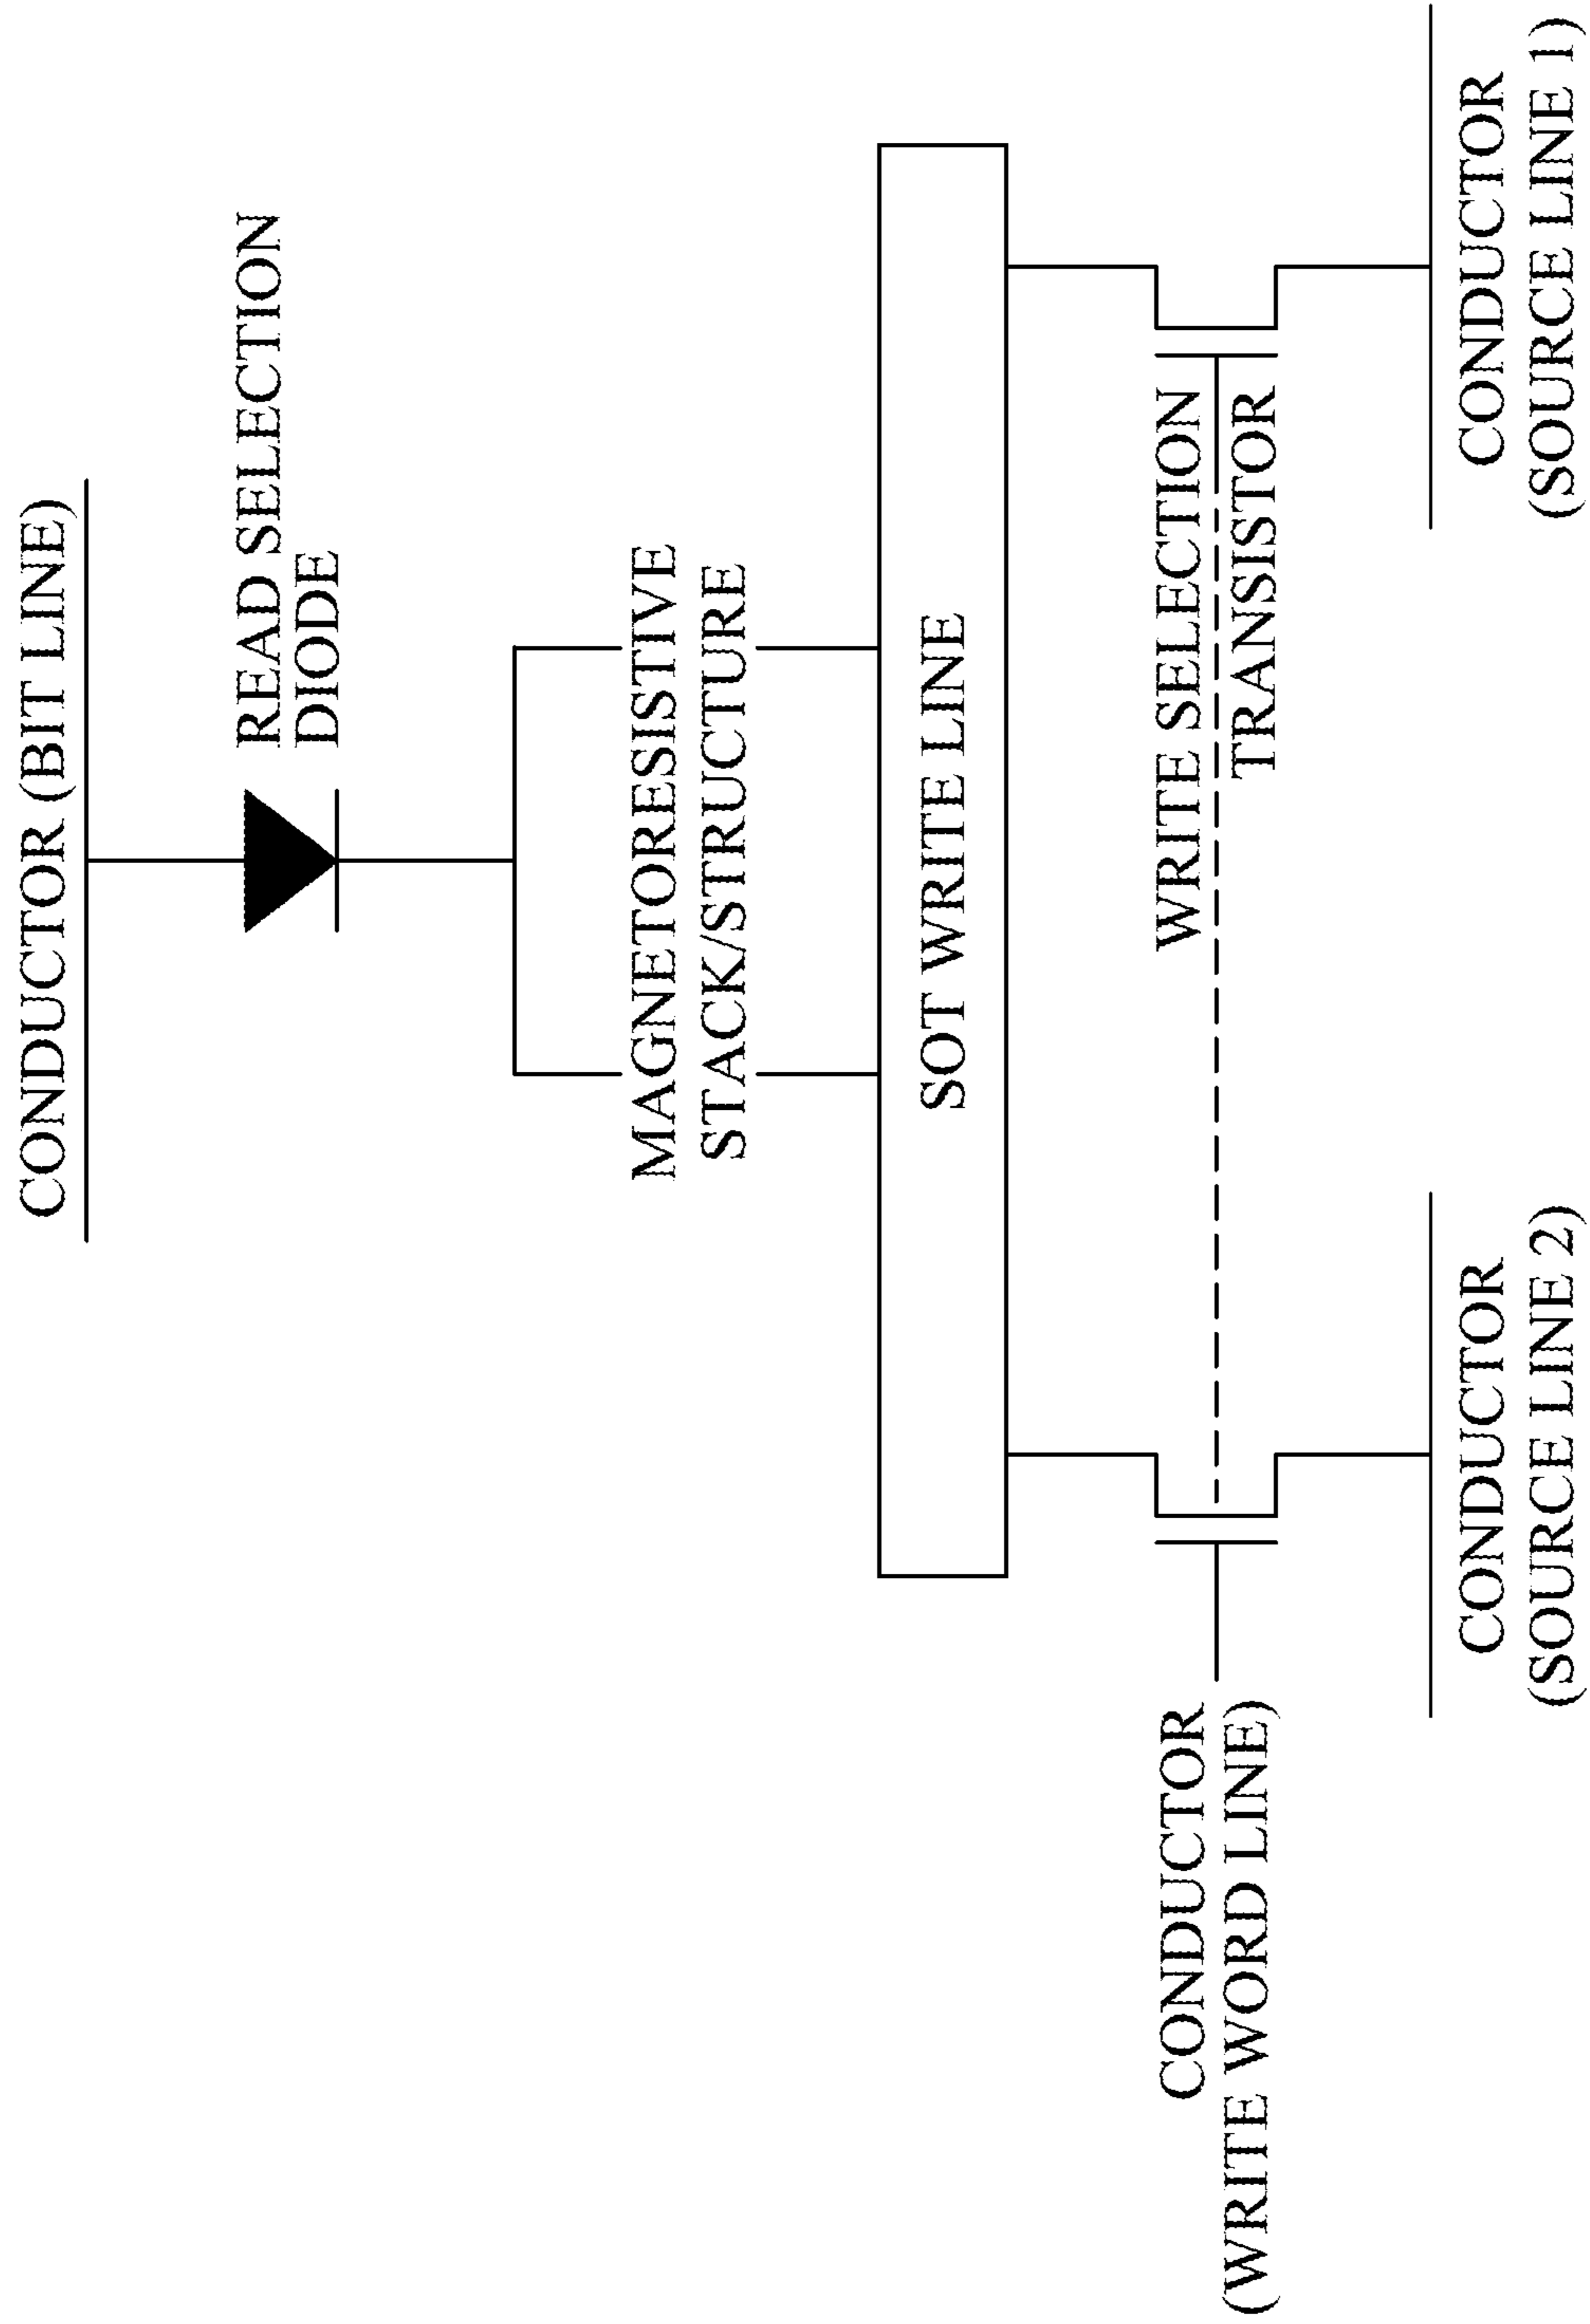 CONDUCTOR (BIT LINE)
READ SELECTION
DIODE
MAGNETORESISTIVE
STACK/STRUCTURE
SOT WRITE LINE
CONDUCTOR
(WRITE WORD LINE)
WRITE SELECTION
TRANSISTOR
CONDUCTOR
(SOURCE LINE 2)
CONDUCTOR
(SOURCE LINE 1)